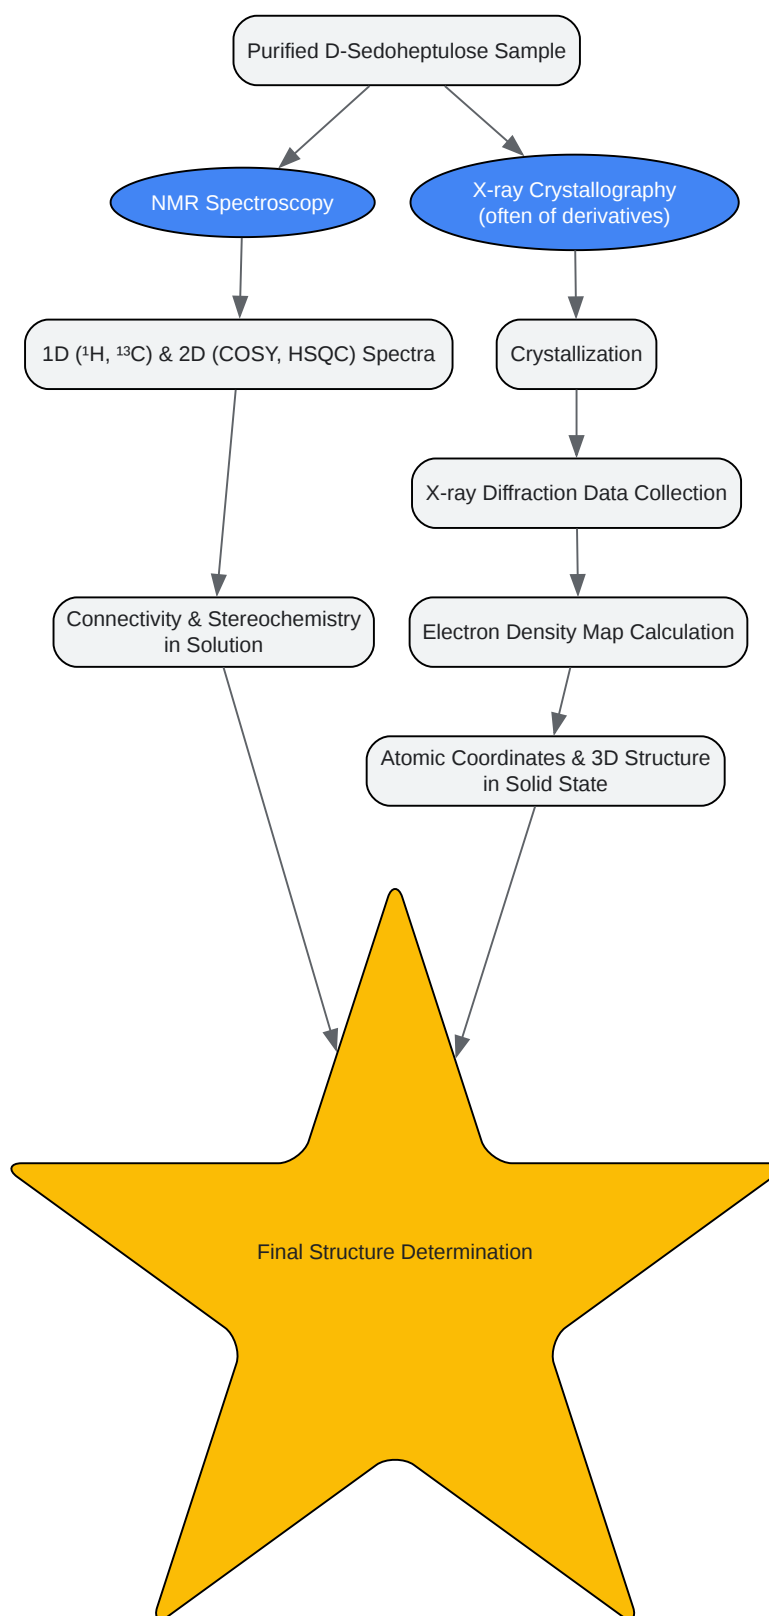 Purified D-Sedoheptulose Sample
NMR Spectroscopy
X-ray Crystallography
(often of derivatives)
1D (¹H, ¹³C) & 2D (COSY, HSQC) Spectra
Crystallization
X-ray Diffraction Data Collection
Connectivity & Stereochemistry
in Solution
Electron Density Map Calculation
Atomic Coordinates & 3D Structure
in Solid State
Final Structure Determination